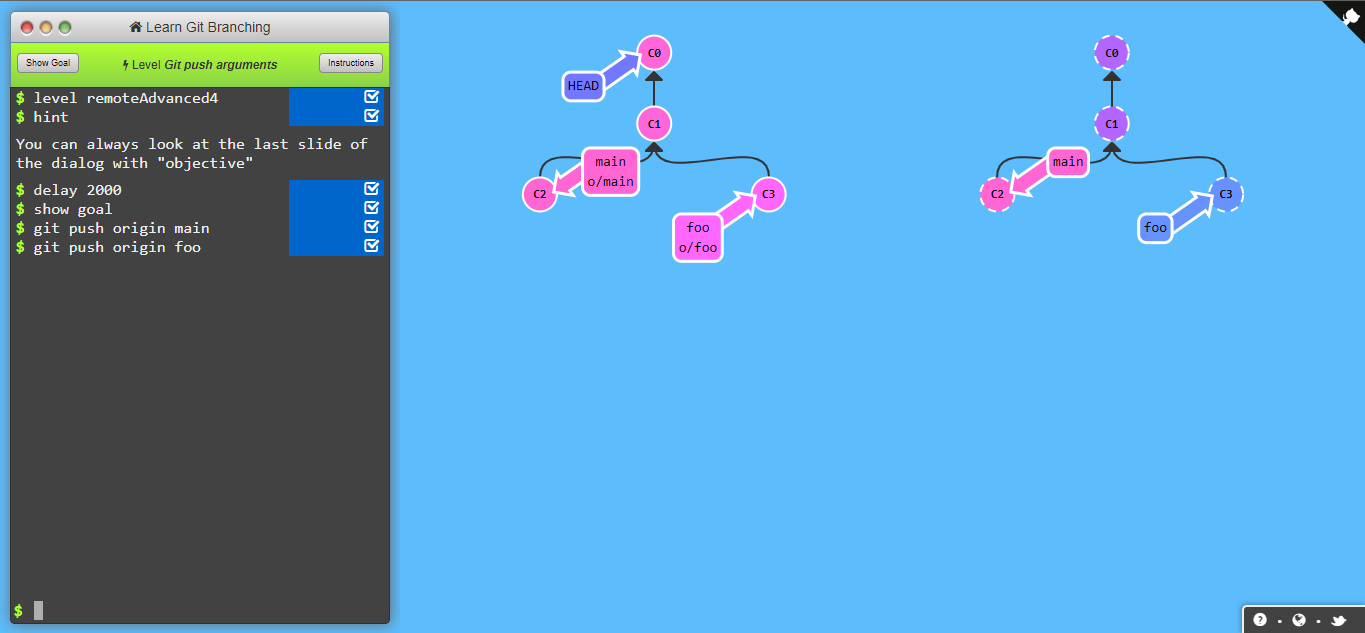 Learn Git Branching
Show Goal
Level Git push arguments
Instructions
$ level remoteAdvanced4
$ hint
You can always look at the last slide of
the dialog with "objective"
$ delay 2000
$ show goal
$ git push origin main
$ git push origin foo
$
C0
HEAD
C1
main
o/main
C2
C3
foo
o/foo
C0
C1
main
C2
C3
foo
?